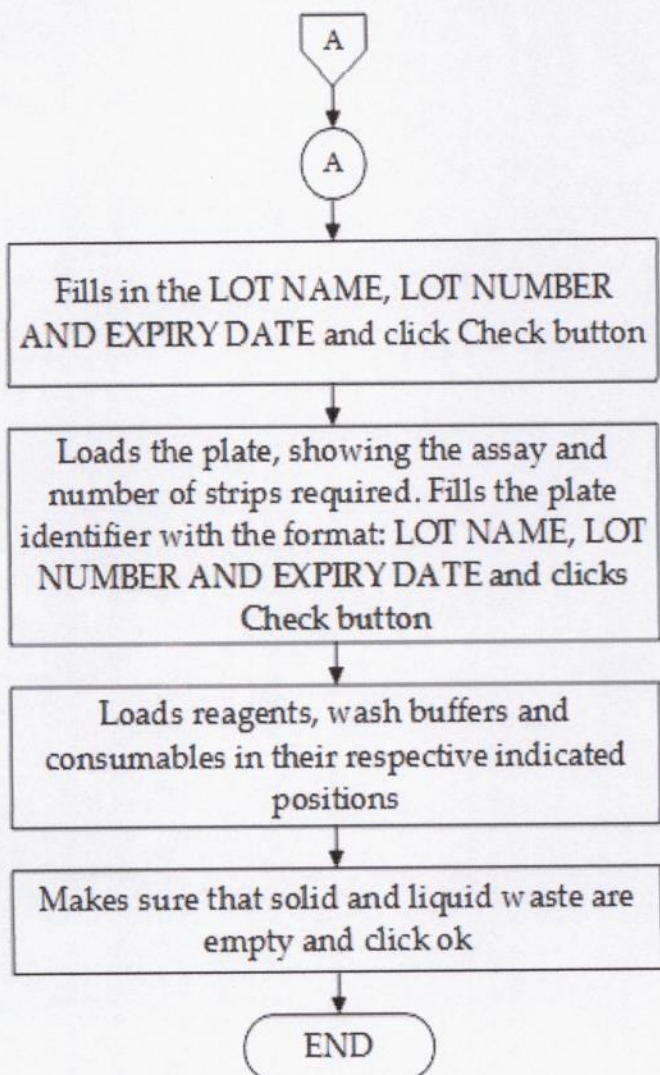 A
A
Fills in the LOT NAME, LOT NUMBER
AND EXPIRY DATE and click Check button
Loads the plate, showing the assay and
number of strips required. Fills the plate
identifier with the format: LOT NAME, LOT
NUMBER AND EXPIRY DATE and clicks
Check button
Loads reagents, wash buffers and
consumables in their respective indicated
positions
Makes sure that solid and liquid waste are
empty and click ok
END